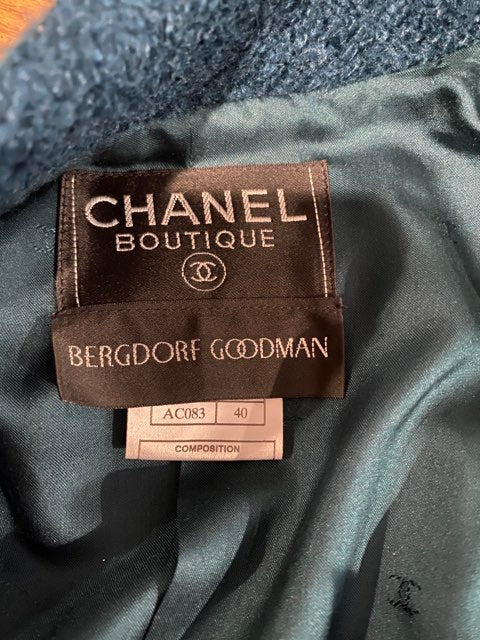 CHANEL
BOUTIQUE
BERGDORF GOODMAN
AC083 40
COMPOSITION